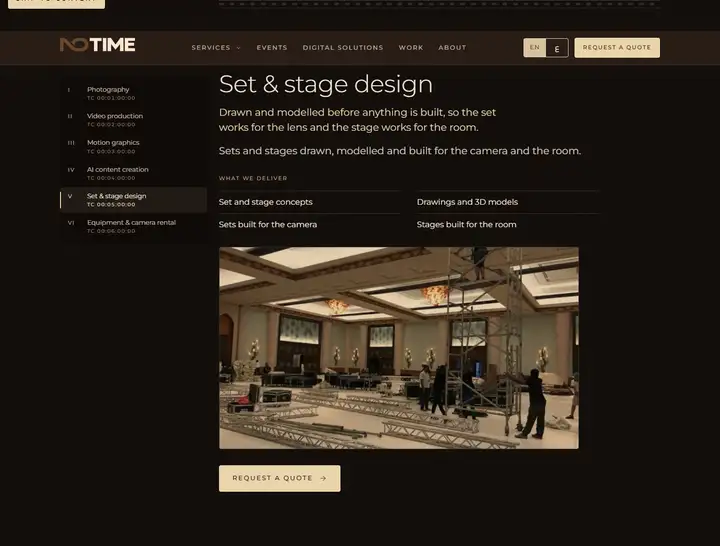 NOTIME
SERVICES
EVENTS
DIGITAL SOLUTIONS
WORK
ABOUT
EN
ع
REQUEST A QUOTE
I Photography
TC 00:01:00:00
II Video production
TC 00:02:00:00
III Motion graphics
TC 00:03:00:00
IV AI content creation
TC 00:04:00:00
V Set & stage design
TC 00:05:00:00
VI Equipment & camera rental
TC 00:06:00:00
Set & stage design
Drawn and modelled before anything is built, so the set
works for the lens and the stage works for the room.
Sets and stages drawn, modelled and built for the camera and the room.
WHAT WE DELIVER
Set and stage concepts
Drawings and 3D models
Sets built for the camera
Stages built for the room
REQUEST A QUOTE →